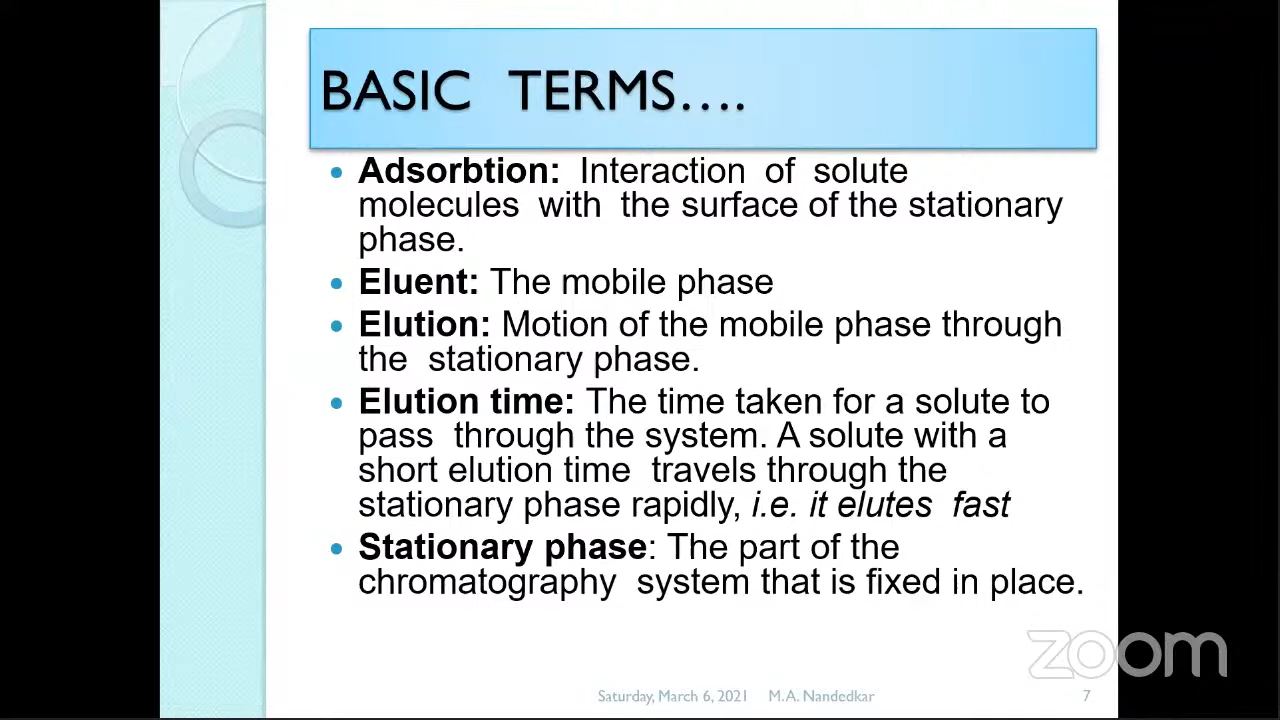 BASIC TERMS....
• Adsorbtion: Interaction of solute
molecules with the surface of the stationary
phase.
• Eluent: The mobile phase
• Elution: Motion of the mobile phase through
the stationary phase.
• Elution time: The time taken for a solute to
pass through the system. A solute with a
short elution time travels through the
stationary phase rapidly, i.e. it elutes fast
• Stationary phase: The part of the
chromatography system that is fixed in place.
zoom
Saturday, March 6, 2021 M.A. Nandedkar 7